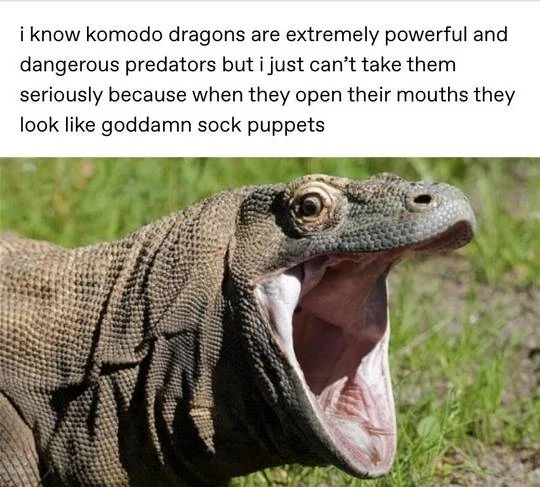 i know komodo dragons are extremely powerful and
dangerous predators but i just can’t take them
seriously because when they open their mouths they
look like goddamn sock puppets